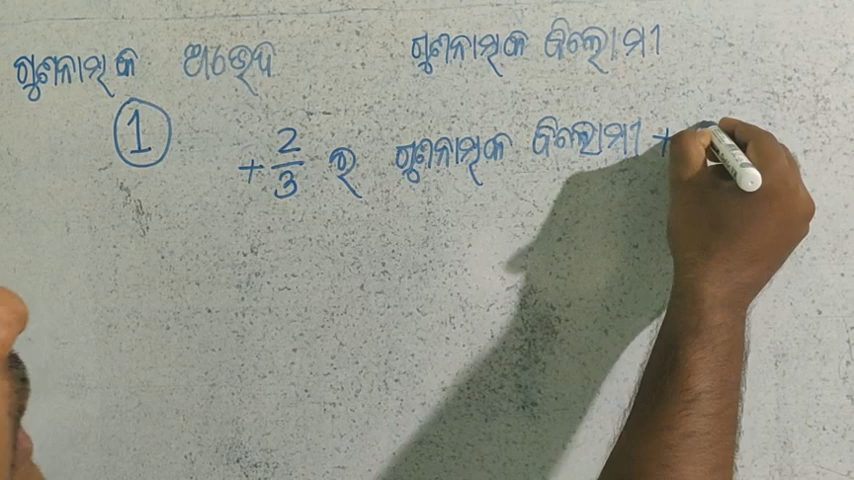 ଗୁଣନାତ୍ମକ ଅଭେଦ ଗୁଣନାତ୍ମକ ବିଲୋମୀ
① + 2/3 ର ଗୁଣନାତ୍ମକ ବିଲୋମୀ +